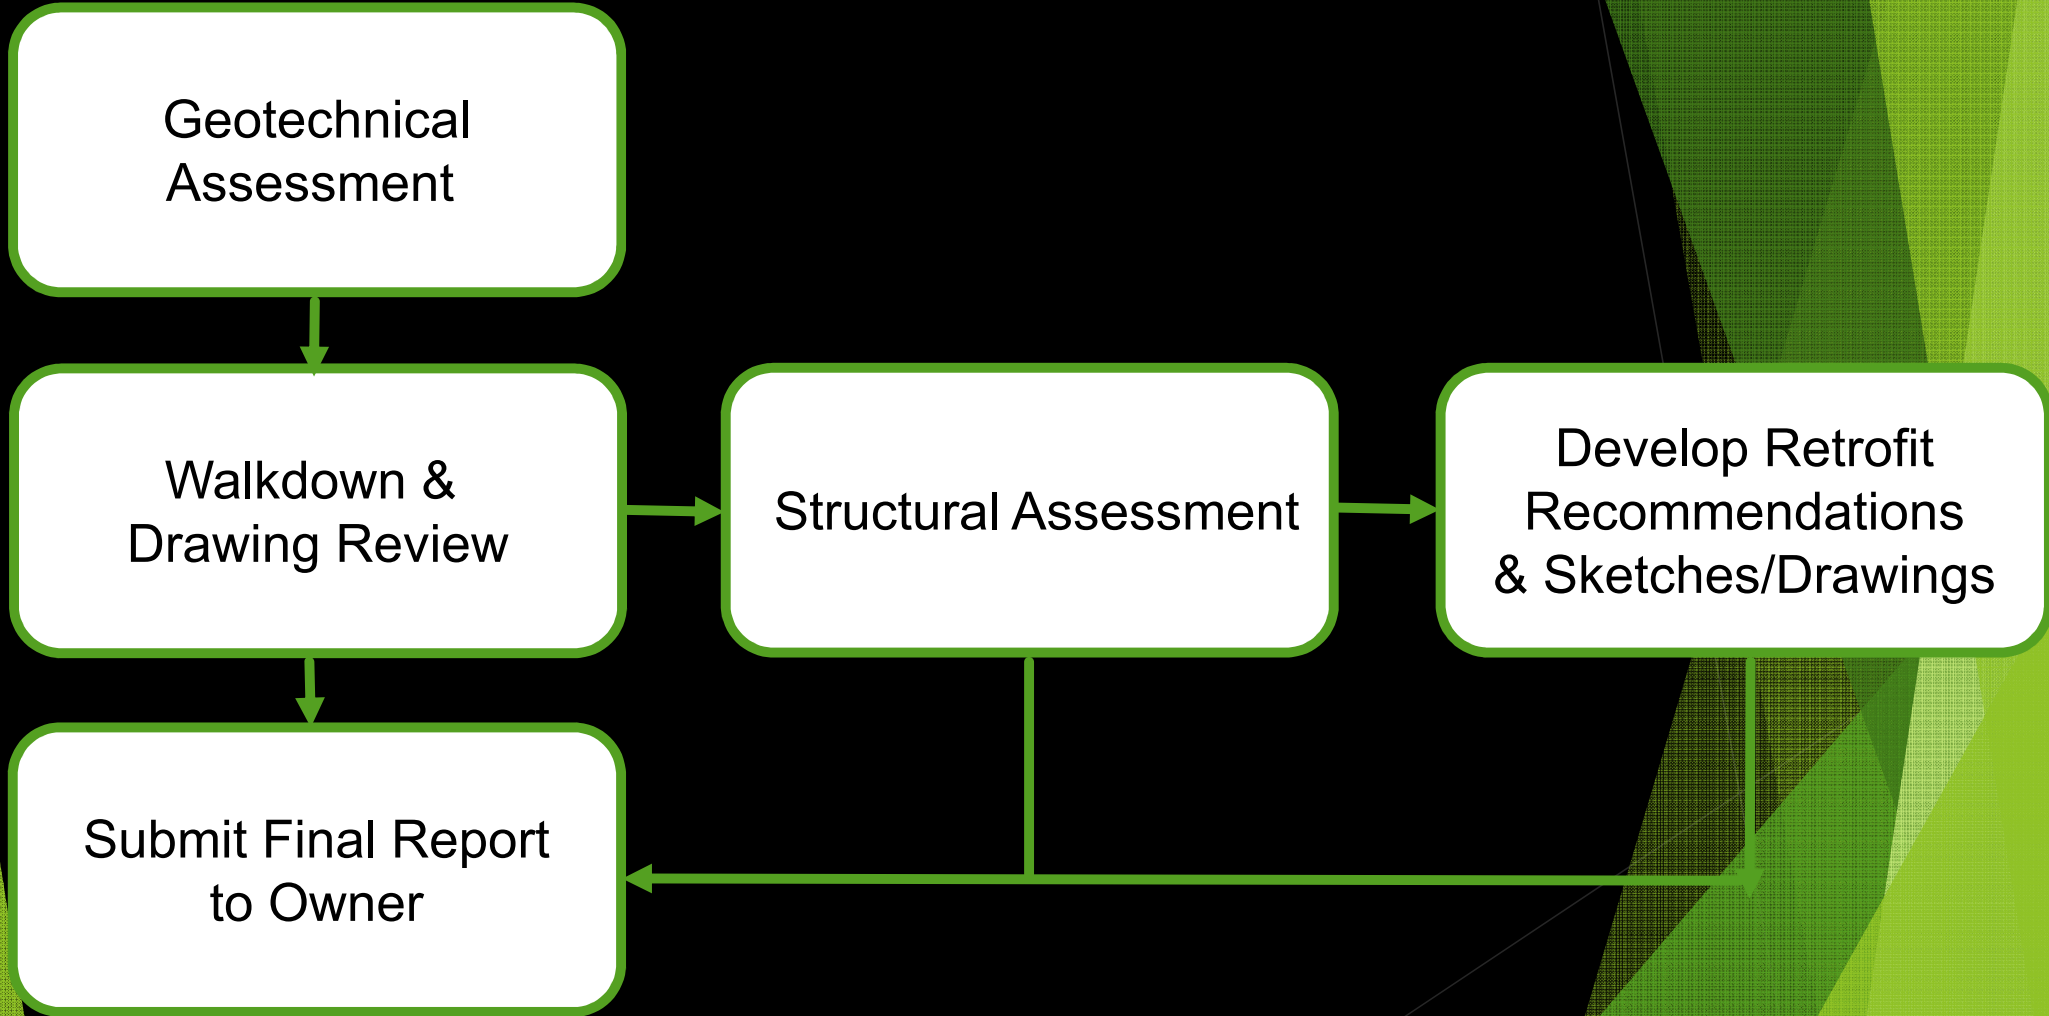 Geotechnical
Assessment
Walkdown &
Drawing Review
Structural Assessment
Develop Retrofit
Recommendations
& Sketches/Drawings
Submit Final Report
to Owner